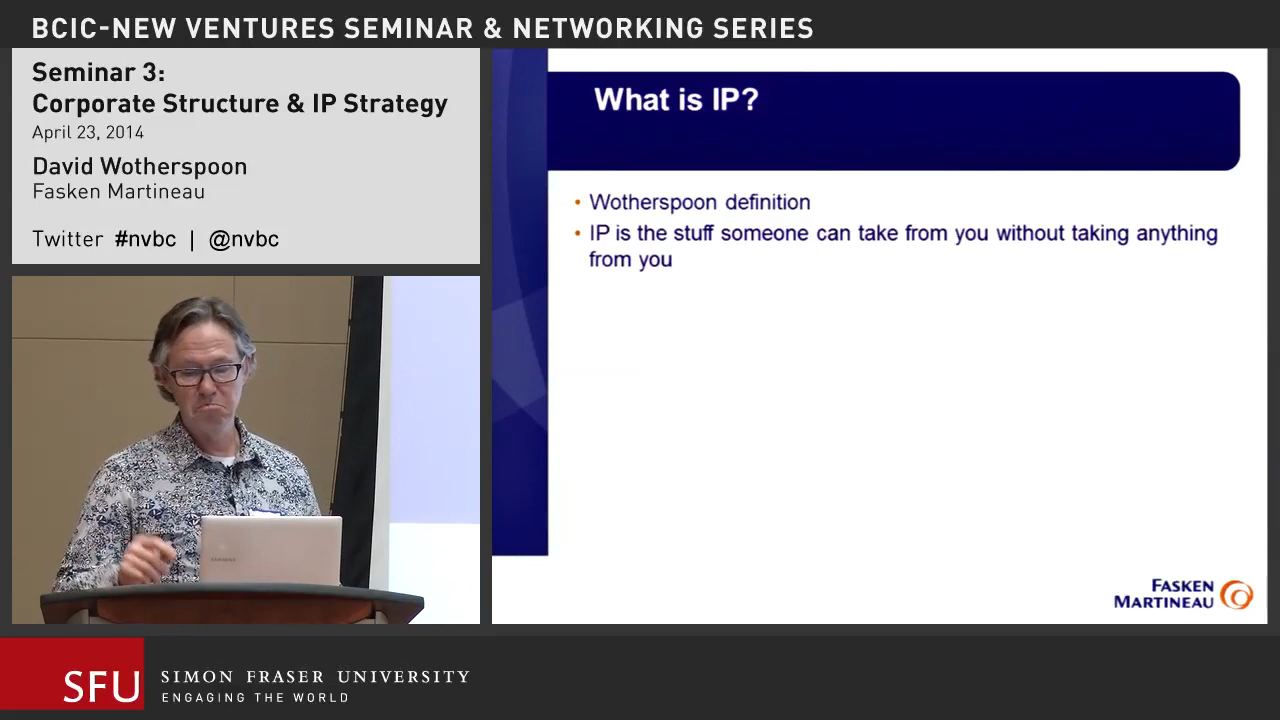 BCIC-NEW VENTURES SEMINAR & NETWORKING SERIES
Seminar 3:
Corporate Structure & IP Strategy
April 23, 2014
David Wotherspoon
Fasken Martineau
Twitter #nvbc | @nvbc
What is IP?
• Wotherspoon definition
• IP is the stuff someone can take from you without taking anything
from you
FASKEN
MARTINEAU
SAMSUNG
SFU
SIMON FRASER UNIVERSITY
ENGAGING THE WORLD